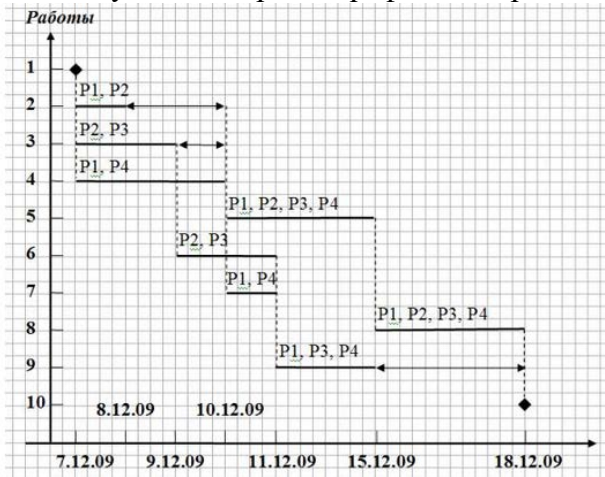 Работы
1
P1, P2
2
P2, P3
3
P1, P4
4
P1, P2, P3, P4
5
P2, P3
6
P1, P4
7
P1, P2, P3, P4
8
P1, P3, P4
9
10
8.12.09 10.12.09
7.12.09 9.12.09 11.12.09 15.12.09 18.12.09